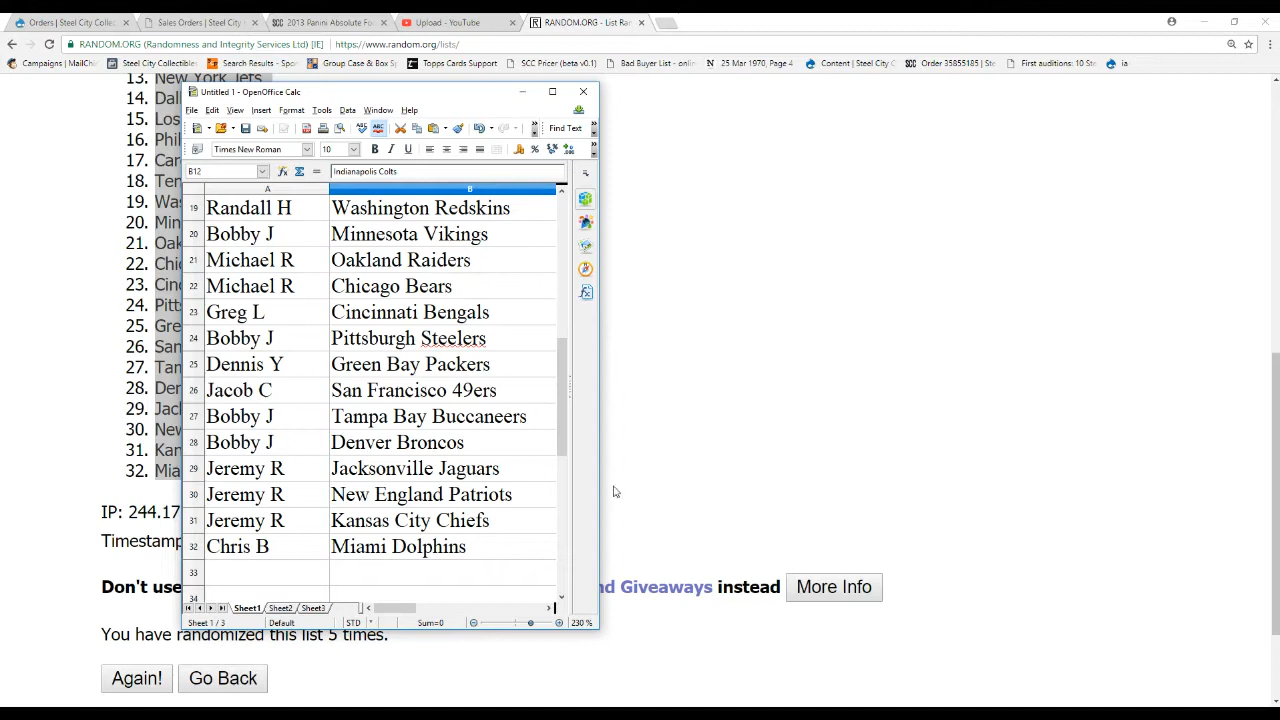 Orders | Steel City Colle
Sales Orders | Steel City C
2013 Panini Absolute Foo
Upload - YouTube
RANDOM.ORG - List Ran
RANDOM.ORG (Randomness and Integrity Services Ltd) [IE]
https://www.random.org/lists/
Campaigns | MailChi
Steel City Collectibles
Search Results - Spo
Group Case & Box S
Topps Cards Support
SCC Pricer (beta v0.1)
Bad Buyer List - onlin
25 Mar 1970, Page 4
Content | Steel City C
Order 35855185 | Ste
First auditions: 10 Ste
ia
13. New York Jets
14. Dall
15. Los
16. Phil
17. Car
18. Ten
19. Was
20. Min
21. Oak
22. Chic
23. Cinc
24. Pitt
25. Gre
26. San
27. Tan
28. Den
29. Jack
30. New
31. Kan
32. Mia
IP: 244.17
Timestamp
Don't use
nd Giveaways instead
More Info
You have randomized this list 5 times.
Again!
Go Back
Untitled 1 - OpenOffice Calc
File Edit View Insert Format Tools Data Window Help
Find Text
Times New Roman
10
B12
Indianapolis Colts
A B
19 Randall H Washington Redskins
20 Bobby J Minnesota Vikings
21 Michael R Oakland Raiders
22 Michael R Chicago Bears
23 Greg L Cincinnati Bengals
24 Bobby J Pittsburgh Steelers
25 Dennis Y Green Bay Packers
26 Jacob C San Francisco 49ers
27 Bobby J Tampa Bay Buccaneers
28 Bobby J Denver Broncos
29 Jeremy R Jacksonville Jaguars
30 Jeremy R New England Patriots
31 Jeremy R Kansas City Chiefs
32 Chris B Miami Dolphins
33
34
Sheet1 Sheet2 Sheet3
Sheet 1 / 3 Default STD * Sum=0 230 %